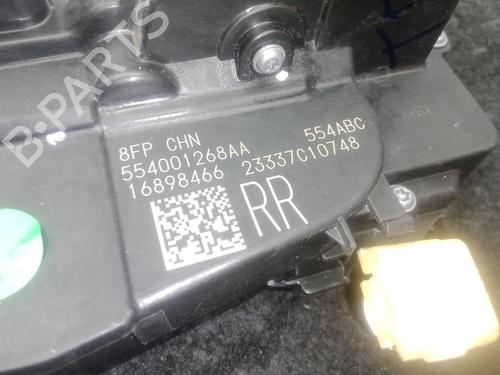 B-PARTS
8FP CHN 554ABC
554001268AA
16898466 23337C10748
RR